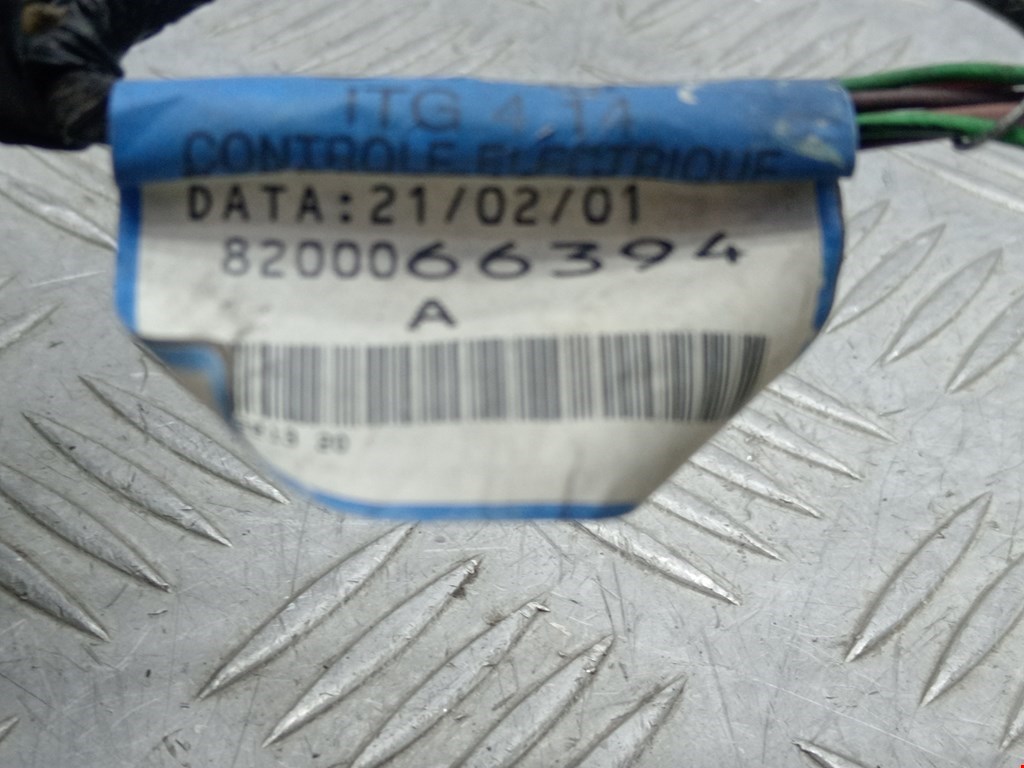 ITG 4.14
CONTROLE ELECTRIQUE
DATA:21/02/01
8200066394
A